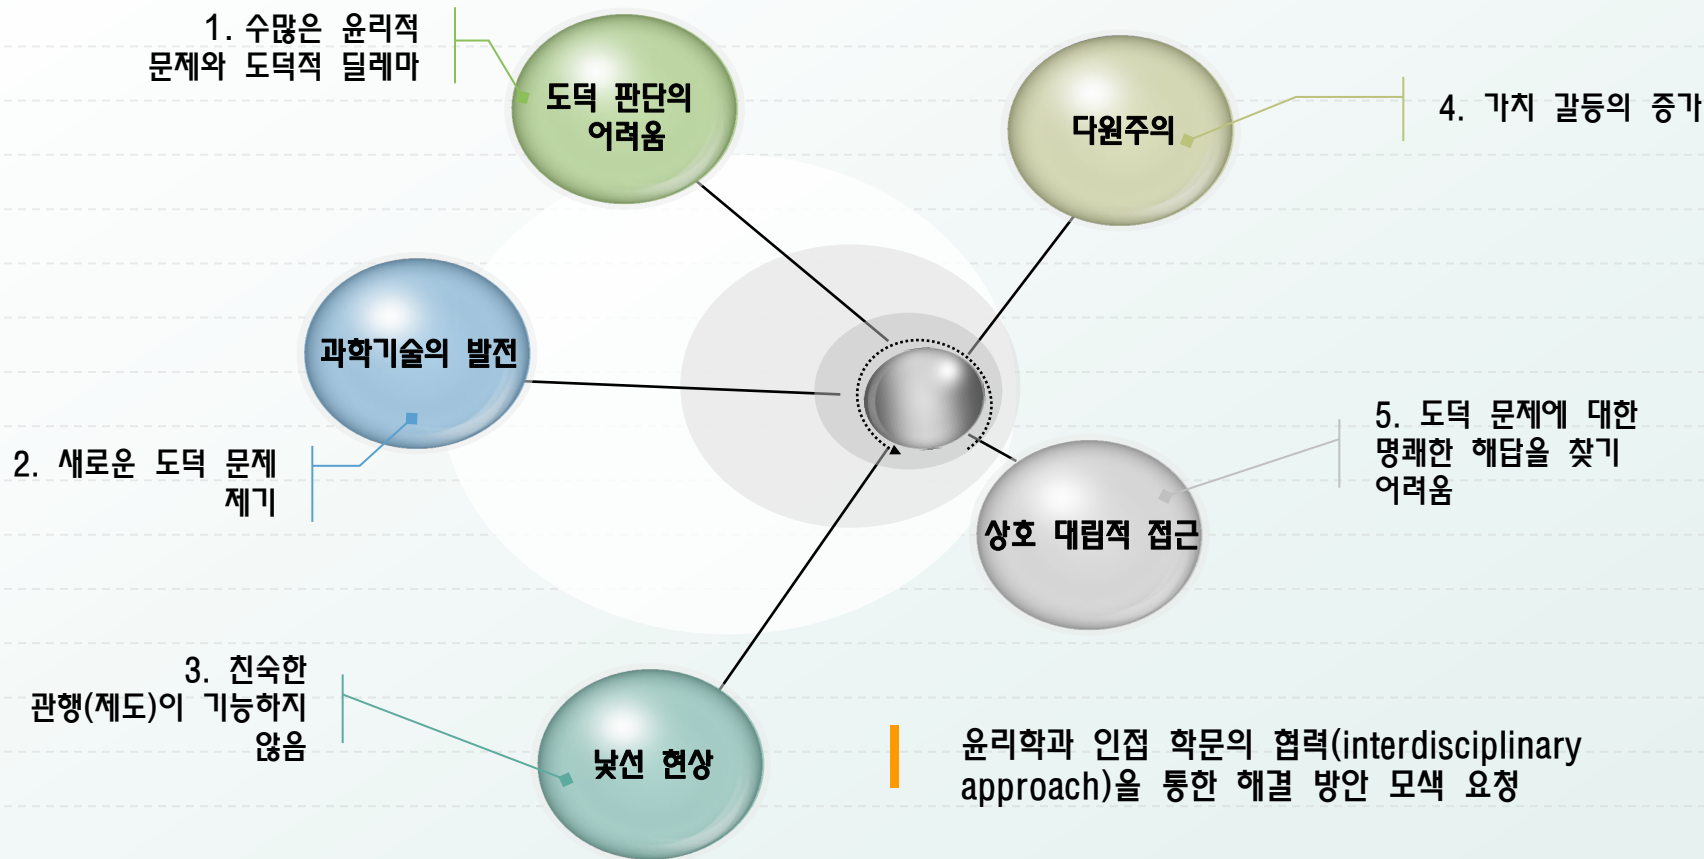 1. 수많은 윤리적
문제와 도덕적 딜레마
도덕 판단의
어려움
과학기술의 발전
2. 새로운 도덕 문제
제기
3. 친숙한
관행(제도)이 기능하지
않음
낯선 현상
다원주의
4. 가치 갈등의 증가
상호 대립적 접근
5. 도덕 문제에 대한
명쾌한 해답을 찾기
어려움
윤리학과 인접 학문의 협력(interdisciplinary
approach)을 통한 해결 방안 모색 요청